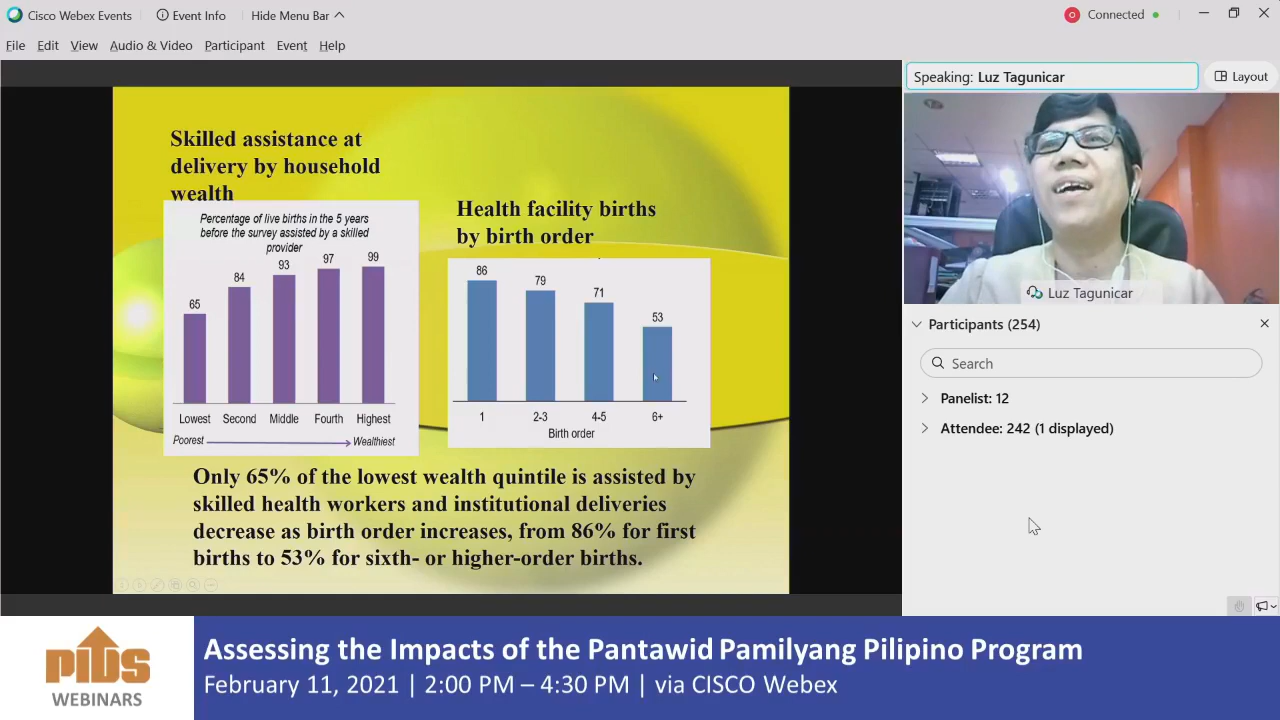 Cisco Webex Events
Event Info
Hide Menu Bar
Connected
File Edit View Audio & Video Participant Event Help
Speaking: Luz Tagunicar
Layout
Skilled assistance at
delivery by household
wealth
Percentage of live births in the 5 years
before the survey assisted by a skilled
provider
65 84 93 97 99
Lowest Second Middle Fourth Highest
Poorest Wealthiest
Health facility births
by birth order
86 79 71 53
1 2-3 4-5 6+
Birth order
Only 65% of the lowest wealth quintile is assisted by
skilled health workers and institutional deliveries
decrease as birth order increases, from 86% for first
births to 53% for sixth- or higher-order births.
Luz Tagunicar
Participants (254)
Search
Panelist: 12
Attendee: 242 (1 displayed)
PIDS
WEBINARS
Assessing the Impacts of the Pantawid Pamilyang Pilipino Program
February 11, 2021 | 2:00 PM – 4:30 PM | via CISCO Webex